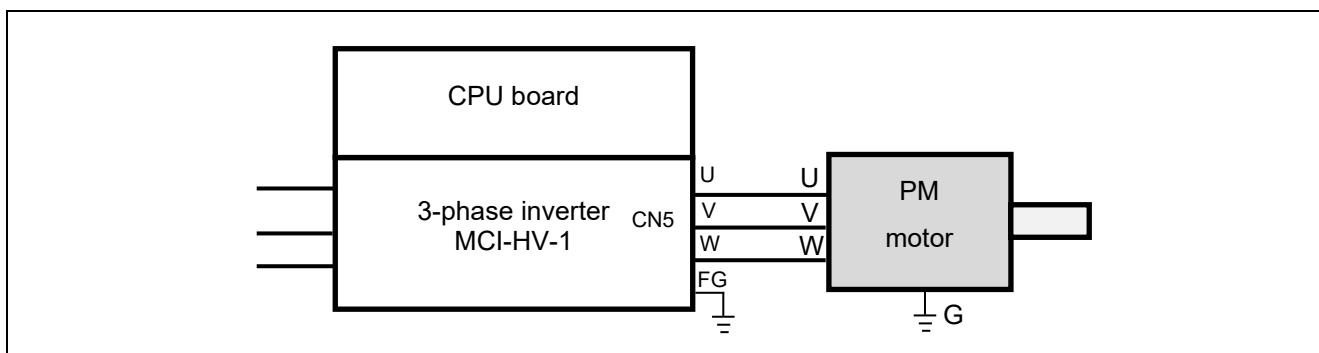 CPU board
3-phase inverter
MCI-HV-1
CN5
U
V
W
FG
U
V
W
PM
motor
G